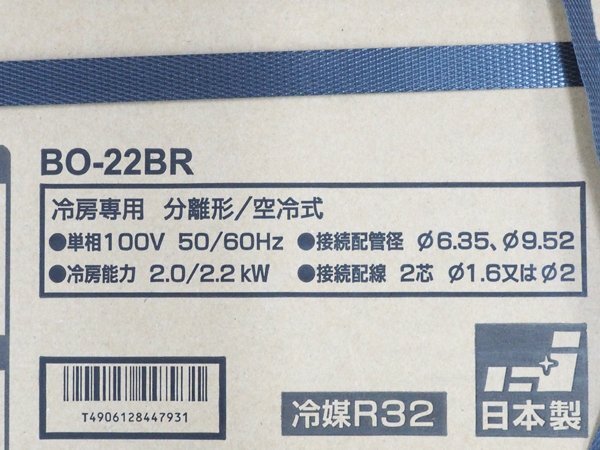 BO-22BR
冷房専用 分離形/空冷式
●単相100V 50/60Hz ●接続配管径 φ6.35、φ9.52
●冷房能力 2.0/2.2kW ●接続配線 2芯 φ1.6又はφ2
T4906128447931
冷媒R32
日本製